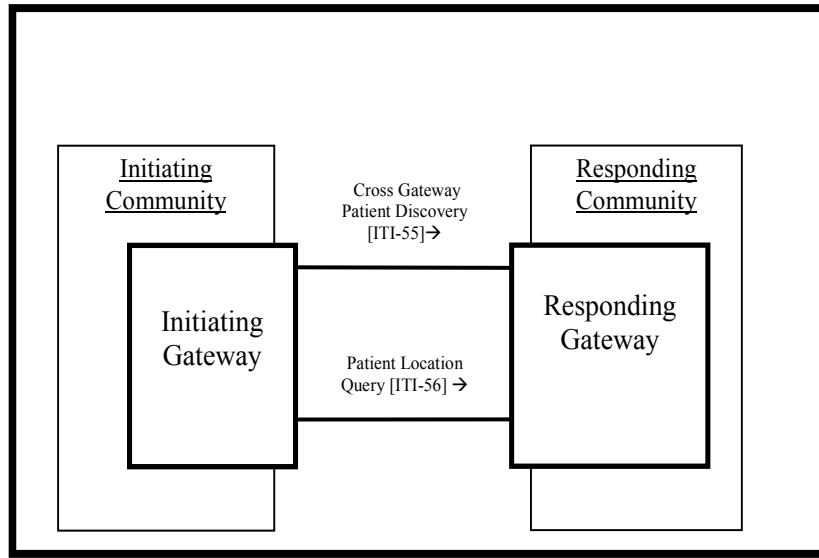 Initiating
Community
Responding
Community
Cross Gateway
Patient Discovery
[ITI-55]→
Initiating
Gateway
Responding
Gateway
Patient Location
Query [ITI-56] →